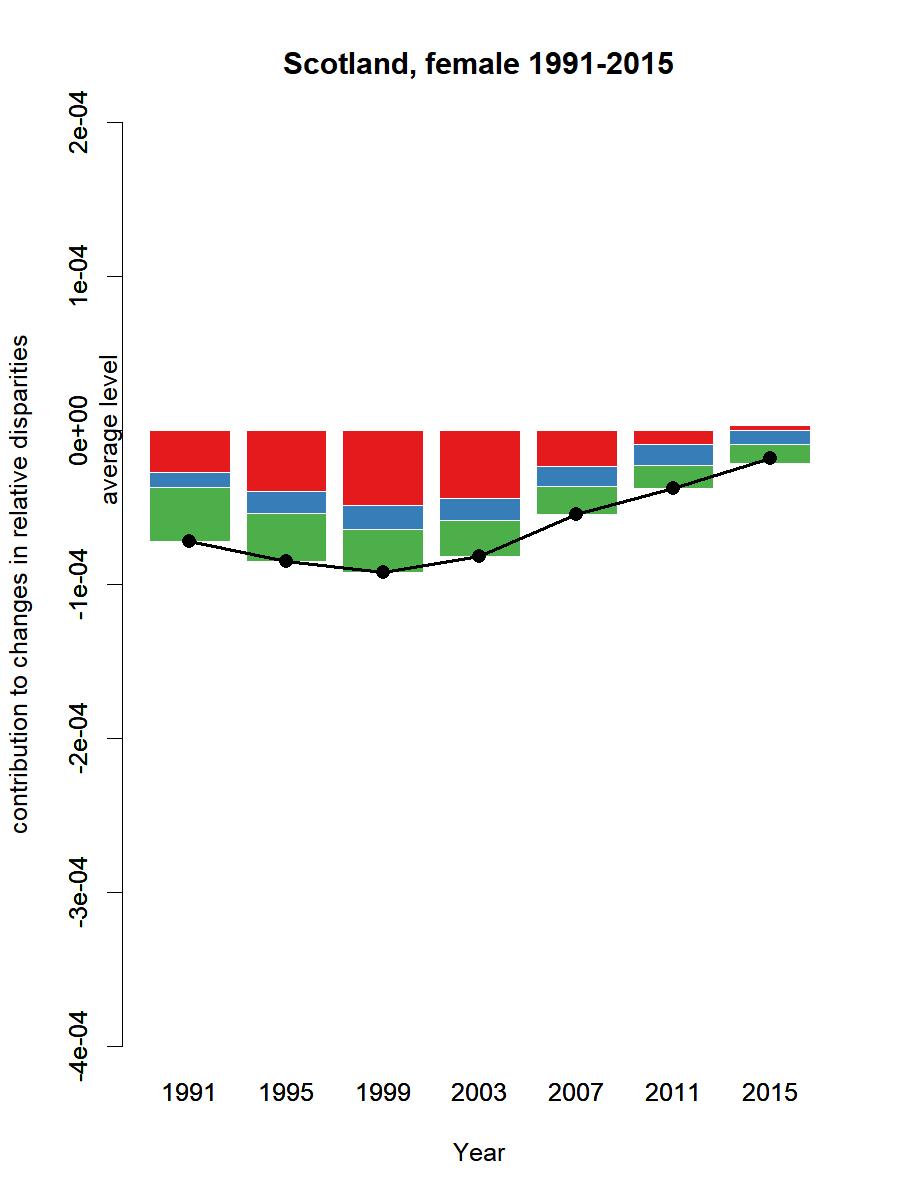 Scotland, female 1991-2015
contribution to changes in relative disparities
average level
2e-04
1e-04
0e+00
-1e-04
-2e-04
-3e-04
-4e-04
1991 1995 1999 2003 2007 2011 2015
Year